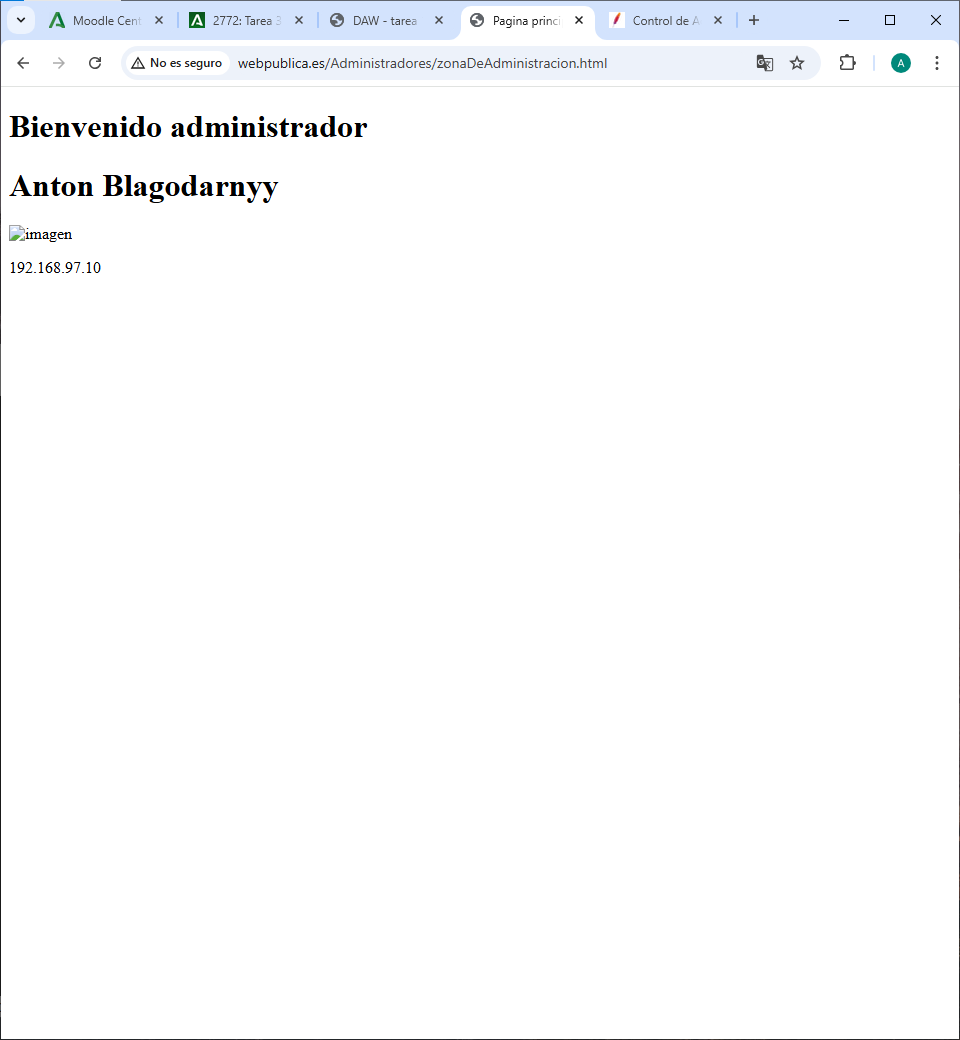 Moodle Cent
2772: Tarea 3
DAW - tarea
Pagina princi
Control de A
No es seguro
webpublica.es/Administradores/zonaDeAdministracion.html
A
Bienvenido administrador
Anton Blagodarnyy
imagen
192.168.97.10